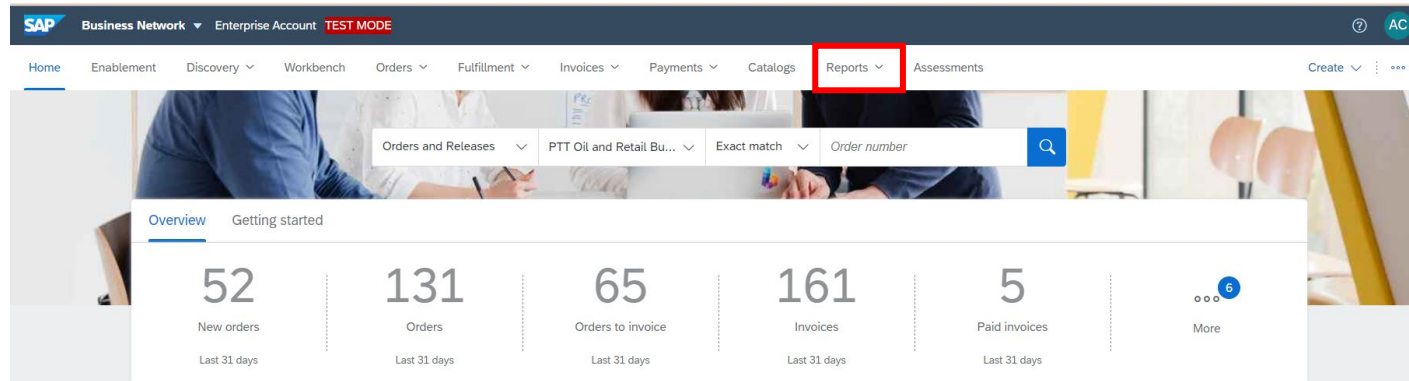 SAP Business Network Enterprise Account TEST MODE AC
Home Enablement Discovery Workbench Orders Fulfillment Invoices Payments Catalogs Reports Assessments Create
Orders and Releases PTT Oil and Retail Bu... Exact match Order number
Overview Getting started
52 131 65 161 5 6
New orders Orders Orders to invoice Invoices Paid invoices More
Last 31 days Last 31 days Last 31 days Last 31 days Last 31 days